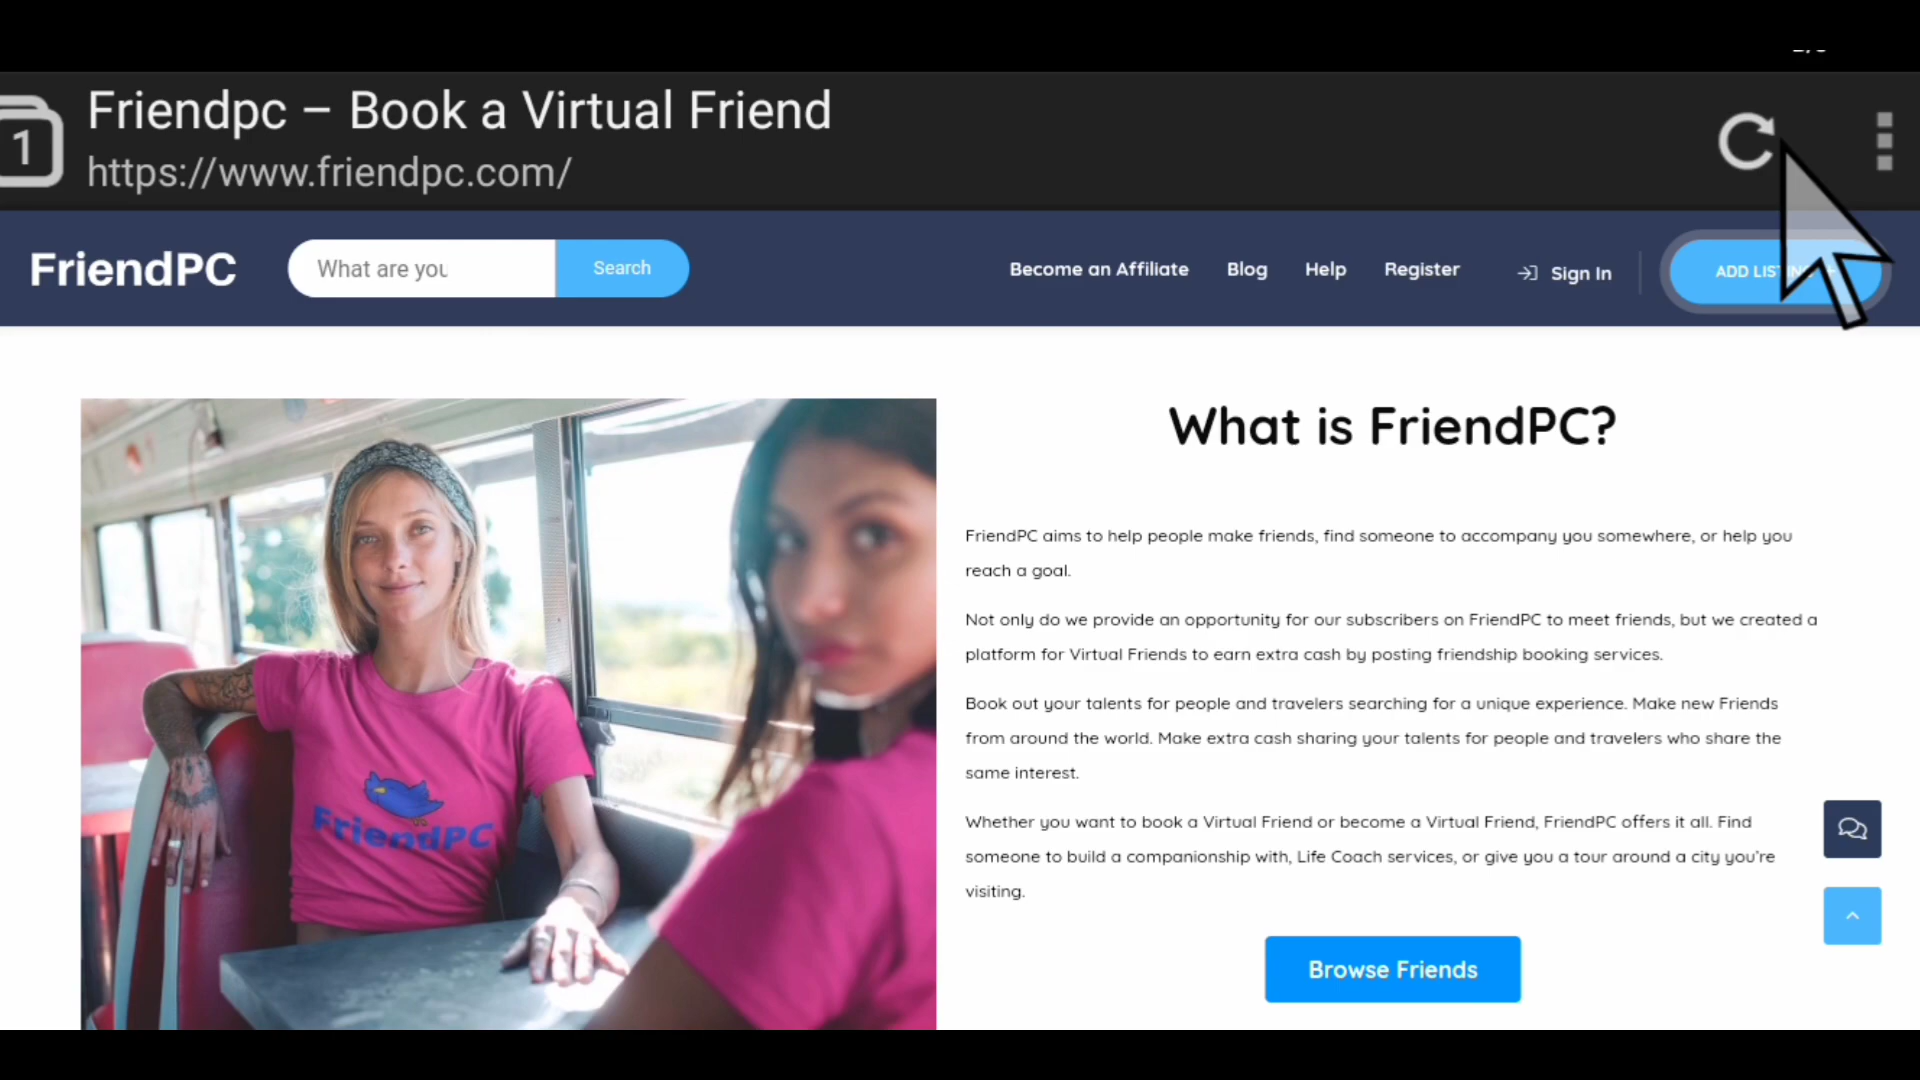 1
Friendpc – Book a Virtual Friend
https://www.friendpc.com/
FriendPC
What are you
Search
Become an Affiliate
Blog
Help
Register
Sign In
ADD
What is FriendPC?
FriendPC aims to help people make friends, find someone to accompany you somewhere, or help you
reach a goal.
Not only do we provide an opportunity for our subscribers on FriendPC to meet friends, but we created a
platform for Virtual Friends to earn extra cash by posting friendship booking services.
Book out your talents for people and travelers searching for a unique experience. Make new Friends
from around the world. Make extra cash sharing your talents for people and travelers who share the
same interest.
Whether you want to book a Virtual Friend or become a Virtual Friend, FriendPC offers it all. Find
someone to build a companionship with, Life Coach services, or give you a tour around a city you're
visiting.
Browse Friends
FriendPC